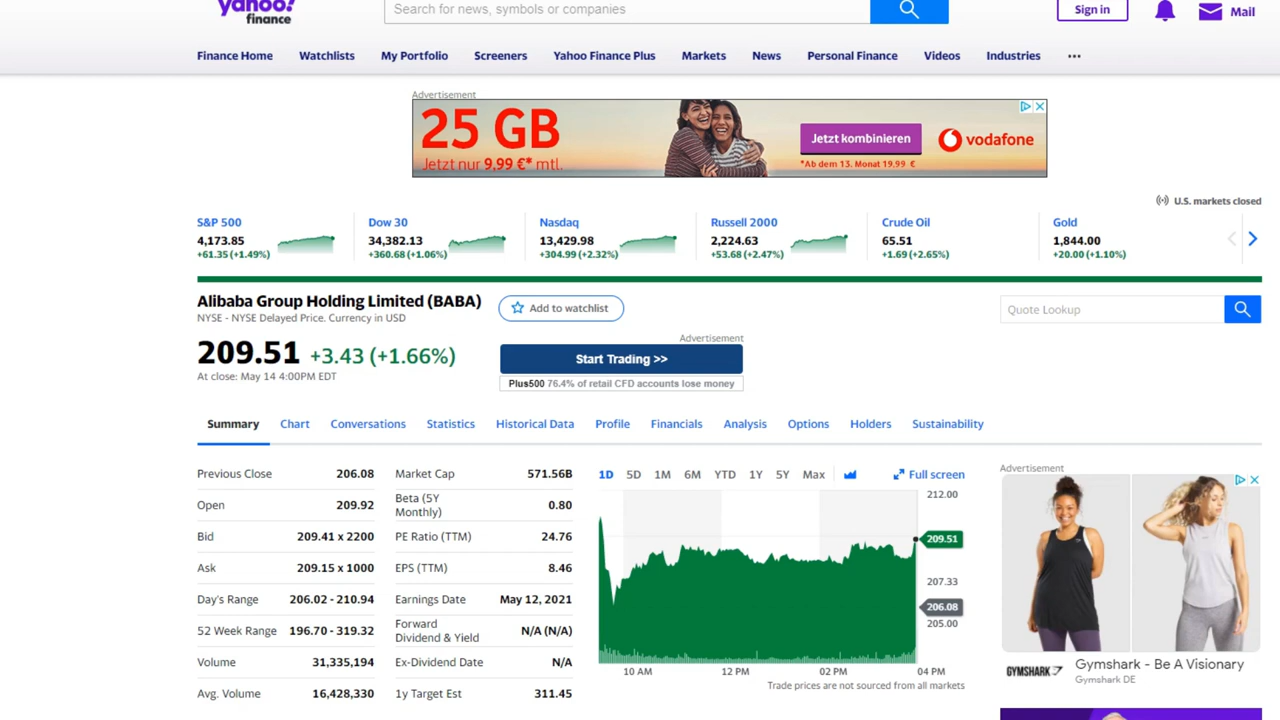 yahoo!
finance
Search for news, symbols or companies
Sign in
Mail
Finance Home
Watchlists
My Portfolio
Screeners
Yahoo Finance Plus
Markets
News
Personal Finance
Videos
Industries
...
Advertisement
25 GB
Jetzt nur 9,99 €* mtl.
Jetzt kombinieren
*Ab dem 13. Monat 19,99 €
vodafone
U.S. markets closed
S&P 500
4,173.85
+61.35 (+1.49%)
Dow 30
34,382.13
+360.68 (+1.06%)
Nasdaq
13,429.98
+304.99 (+2.32%)
Russell 2000
2,224.63
+53.68 (+2.47%)
Crude Oil
65.51
+1.69 (+2.65%)
Gold
1,844.00
+20.00 (+1.10%)
Alibaba Group Holding Limited (BABA)
NYSE - NYSE Delayed Price. Currency in USD
Add to watchlist
Quote Lookup
209.51 +3.43 (+1.66%)
At close: May 14 4:00PM EDT
Advertisement
Start Trading >>
Plus500 76.4% of retail CFD accounts lose money
Summary
Chart
Conversations
Statistics
Historical Data
Profile
Financials
Analysis
Options
Holders
Sustainability
Previous Close 206.08
Open 209.92
Bid 209.41 x 2200
Ask 209.15 x 1000
Day's Range 206.02 - 210.94
52 Week Range 196.70 - 319.32
Volume 31,335,194
Avg. Volume 16,428,330
Market Cap 571.56B
Beta (5Y
Monthly) 0.80
PE Ratio (TTM) 24.76
EPS (TTM) 8.46
Earnings Date May 12, 2021
Forward
Dividend & Yield N/A (N/A)
Ex-Dividend Date N/A
1y Target Est 311.45
1D 5D 1M 6M YTD 1Y 5Y Max
Full screen
212.00
209.51
207.33
206.08
205.00
10 AM 12 PM 02 PM 04 PM
Trade prices are not sourced from all markets
Advertisement
GYMSHARK
Gymshark - Be A Visionary
Gymshark DE